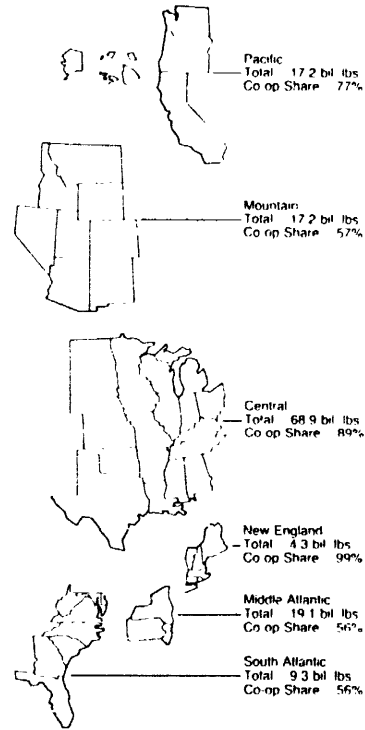 Pacific
Total 17.2 bil lbs
Co op Share 77%
Mountain
Total 17.2 bil lbs
Co op Share 57%
Central
Total 68.9 bil lbs
Co op Share 89%
New England
Total 4.3 bil lbs
Co op Share 99%
Middle Atlantic
Total 19.1 bil lbs
Co op Share 56%
South Atlantic
Total 9.3 bil lbs
Co-op Share 56%